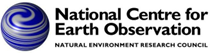 National Centre for
Earth Observation
NATURAL ENVIRONMENT RESEARCH COUNCIL